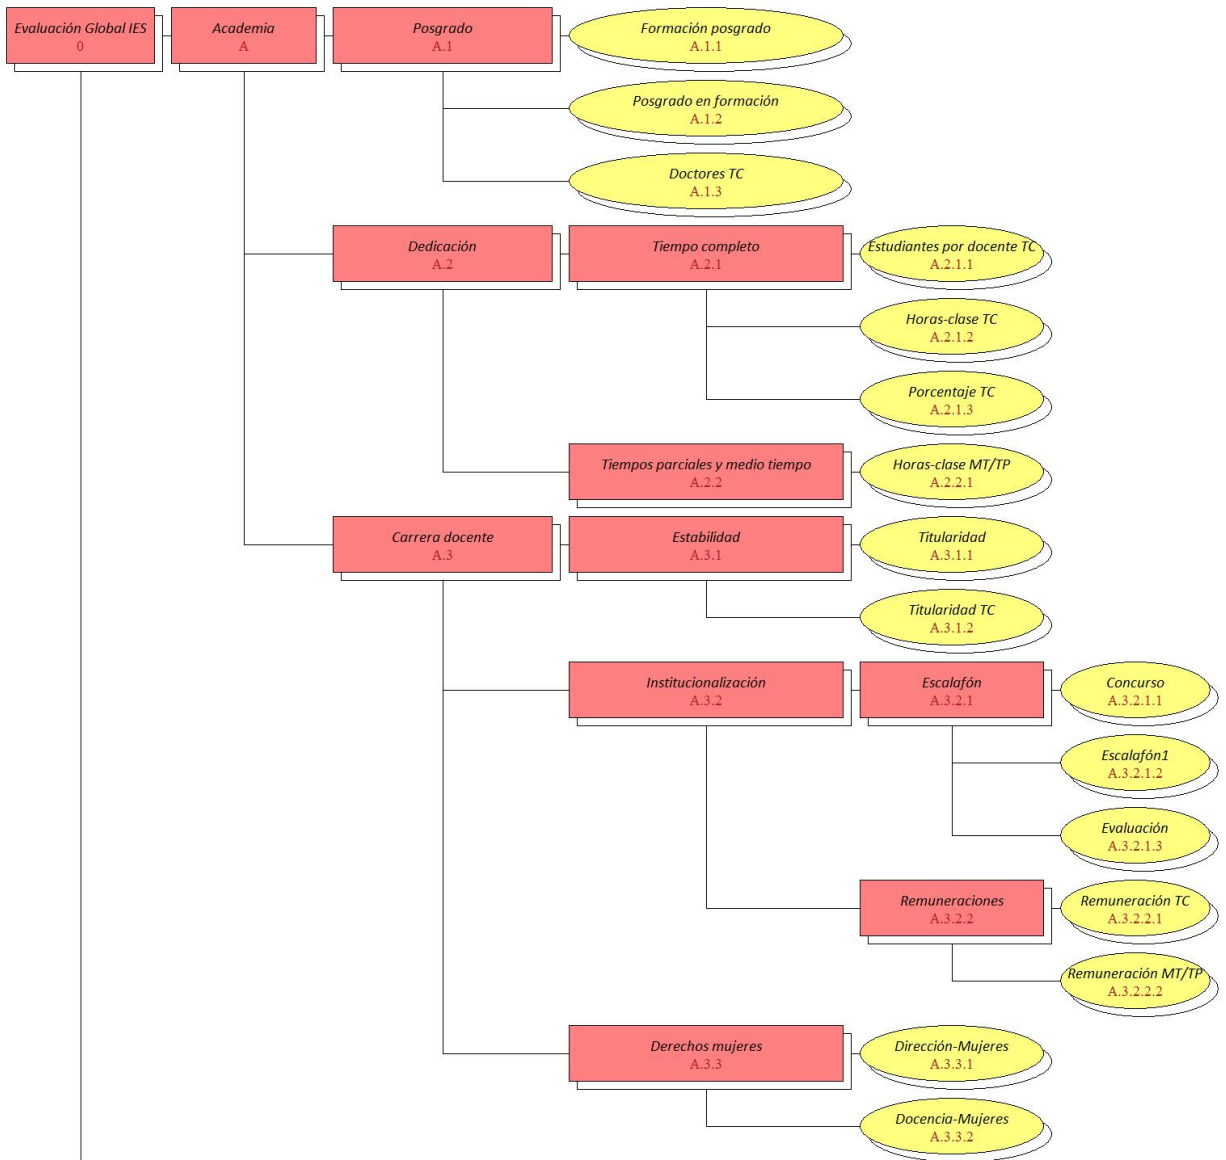 Evaluación Global IES
0
Academia
A
Posgrado
A.1
Formación posgrado
A.1.1
Posgrado en formación
A.1.2
Doctores TC
A.1.3
Dedicación
A.2
Tiempo completo
A.2.1
Estudiantes por docente TC
A.2.1.1
Horas-clase TC
A.2.1.2
Porcentaje TC
A.2.1.3
Tiempos parciales y medio tiempo
A.2.2
Horas-clase MT/TP
A.2.2.1
Carrera docente
A.3
Estabilidad
A.3.1
Titularidad
A.3.1.1
Titularidad TC
A.3.1.2
Institucionalización
A.3.2
Escalafón
A.3.2.1
Concurso
A.3.2.1.1
Escalafón1
A.3.2.1.2
Evaluación
A.3.2.1.3
Remuneraciones
A.3.2.2
Remuneración TC
A.3.2.2.1
Remuneración MT/TP
A.3.2.2.2
Derechos mujeres
A.3.3
Dirección-Mujeres
A.3.3.1
Docencia-Mujeres
A.3.3.2